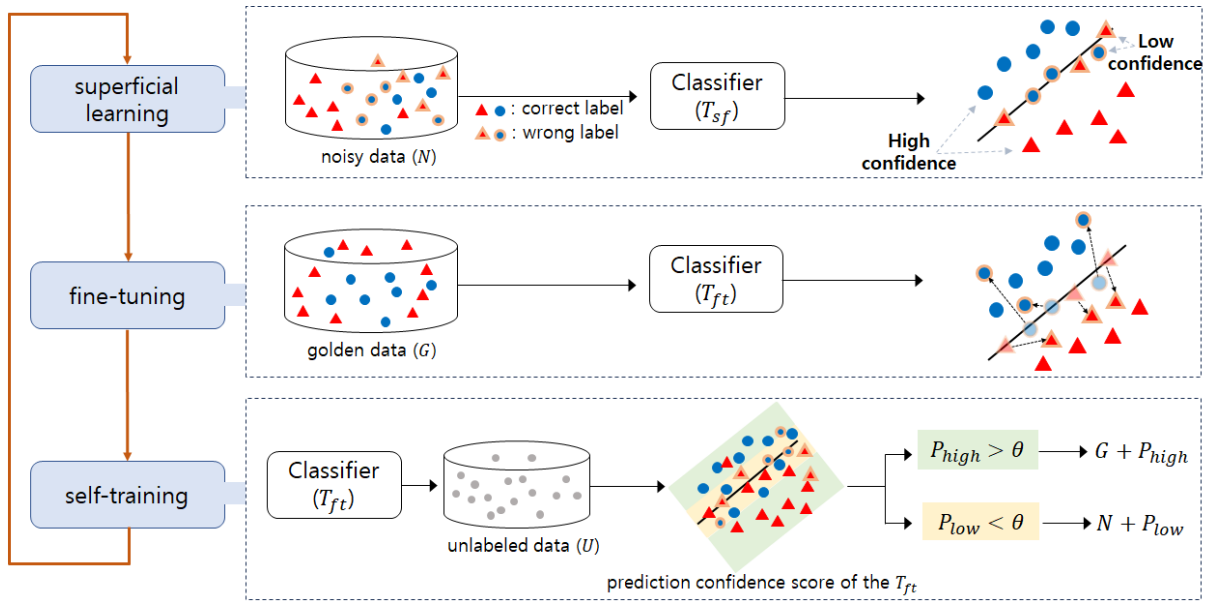 superficial
learning
noisy data (N)
: correct label
: wrong label
Classifier
(T_sf)
Low
confidence
High
confidence
fine-tuning
golden data (G)
Classifier
(T_ft)
self-training
Classifier
(T_ft)
unlabeled data (U)
prediction confidence score of the T_ft
P_high > θ
G + P_high
P_low < θ
N + P_low